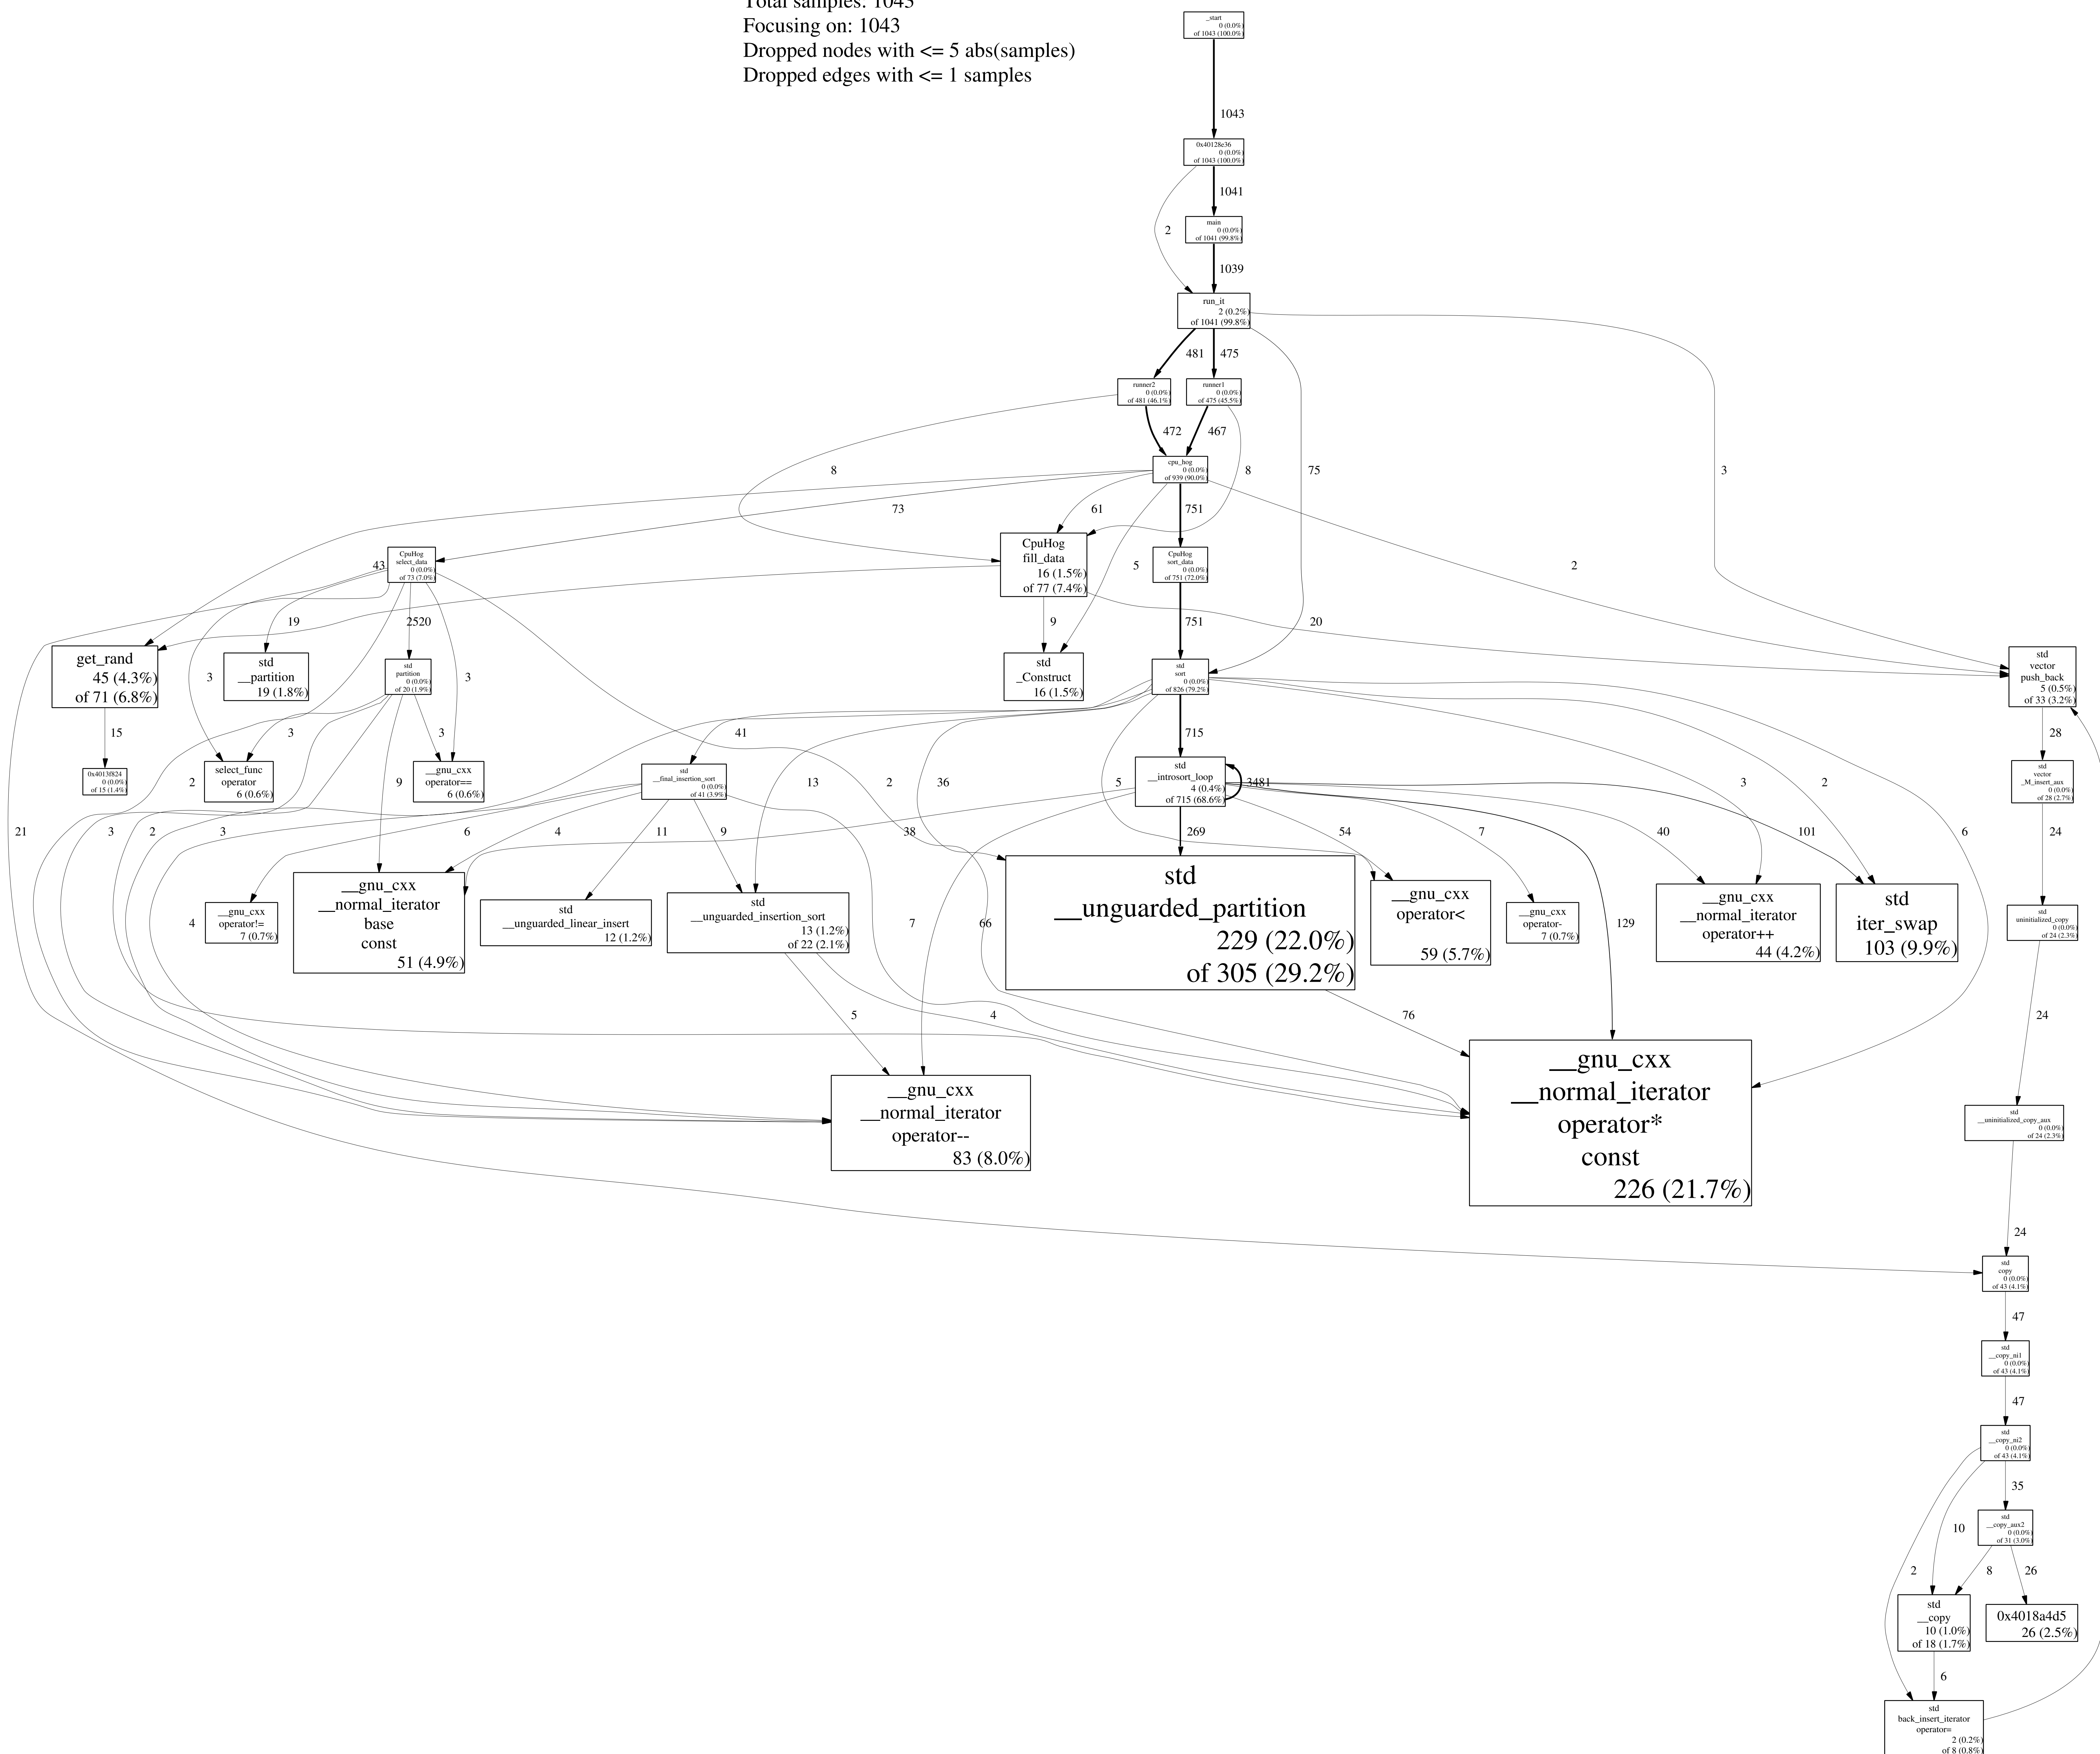 Total samples: 1043
Focusing on: 1043
Dropped nodes with <= 5 abs(samples)
Dropped edges with <= 1 samples
_start
0 (0.0%)
of 1043 (100.0%)
1043
0x40128e36
0 (0.0%)
of 1043 (100.0%)
1041
2
main
0 (0.0%)
of 1041 (99.8%)
1039
run_it
2 (0.2%)
of 1041 (99.8%)
481
475
75
3
runner2
0 (0.0%)
of 481 (46.1%)
runner1
0 (0.0%)
of 475 (45.5%)
8
472
467
8
cpu_hog
0 (0.0%)
of 939 (90.0%)
43
73
61
5
751
2
CpuHog
select_data
0 (0.0%)
of 73 (7.0%)
CpuHog
fill_data
16 (1.5%)
of 77 (7.4%)
CpuHog
sort_data
0 (0.0%)
of 751 (72.0%)
21
3
19
2
2520
3
2
9
20
751
get_rand
45 (4.3%)
of 71 (6.8%)
std
__partition
19 (1.8%)
std
partition
0 (0.0%)
of 20 (1.9%)
std
_Construct
16 (1.5%)
std
sort
0 (0.0%)
of 826 (79.2%)
std
vector
push_back
5 (0.5%)
of 33 (3.2%)
15
3
3
2
9
3
3
41
13
36
5
715
3
2
6
28
0x4013f824
0 (0.0%)
of 15 (1.4%)
select_func
operator
6 (0.6%)
__gnu_cxx
operator==
6 (0.6%)
std
__final_insertion_sort
0 (0.0%)
of 41 (3.9%)
std
__introsort_loop
4 (0.4%)
of 715 (68.6%)
3481
std
vector
_M_insert_aux
0 (0.0%)
of 28 (2.7%)
4
6
4
11
9
7
38
66
269
54
7
129
40
101
24
__gnu_cxx
operator!=
7 (0.7%)
__gnu_cxx
__normal_iterator
base
const
51 (4.9%)
std
__unguarded_linear_insert
12 (1.2%)
std
__unguarded_insertion_sort
13 (1.2%)
of 22 (2.1%)
std
__unguarded_partition
229 (22.0%)
of 305 (29.2%)
__gnu_cxx
operator<
59 (5.7%)
__gnu_cxx
operator-
7 (0.7%)
__gnu_cxx
__normal_iterator
operator++
44 (4.2%)
std
iter_swap
103 (9.9%)
std
uninitialized_copy
0 (0.0%)
of 24 (2.3%)
5
4
76
24
__gnu_cxx
__normal_iterator
operator--
83 (8.0%)
__gnu_cxx
__normal_iterator
operator*
const
226 (21.7%)
std
__uninitialized_copy_aux
0 (0.0%)
of 24 (2.3%)
24
std
copy
0 (0.0%)
of 43 (4.1%)
47
std
__copy_ni1
0 (0.0%)
of 43 (4.1%)
47
std
__copy_ni2
0 (0.0%)
of 43 (4.1%)
35
10
2
std
__copy_aux2
0 (0.0%)
of 31 (3.0%)
8
26
std
__copy
10 (1.0%)
of 18 (1.7%)
0x4018a4d5
26 (2.5%)
6
std
back_insert_iterator
operator=
2 (0.2%)
of 8 (0.8%)